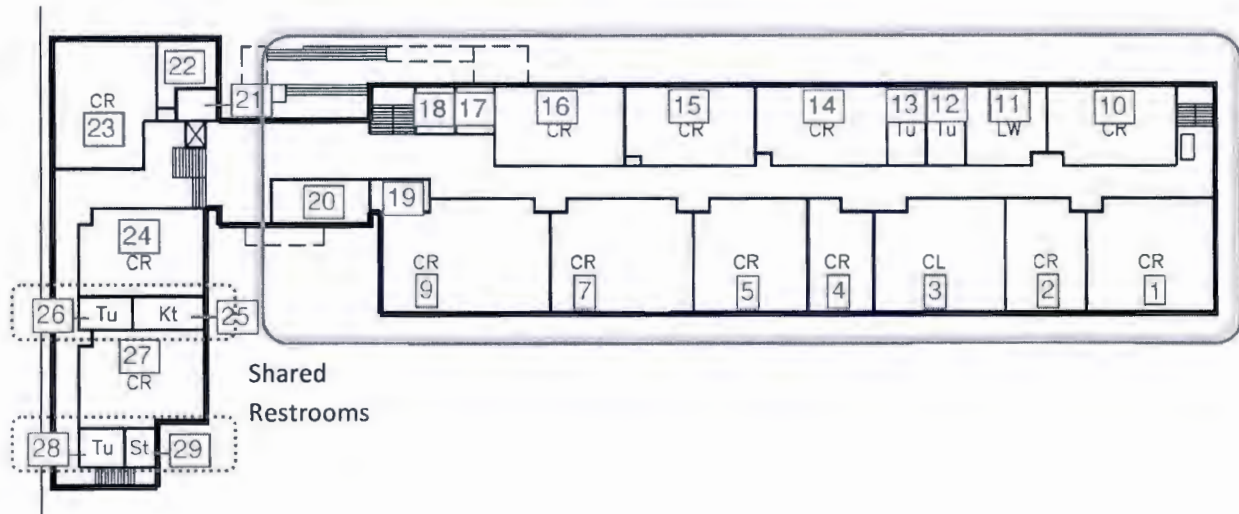 22
21
CR
23
18 17 16 15 14 13 12 11 10
CR CR CR Tu Tu LW CR
20 19
24
CR
CR CR CR CR CL CR CR
9 7 5 4 3 2 1
26 Tu Kt 25
27
CR
Shared
Restrooms
28 Tu St 29